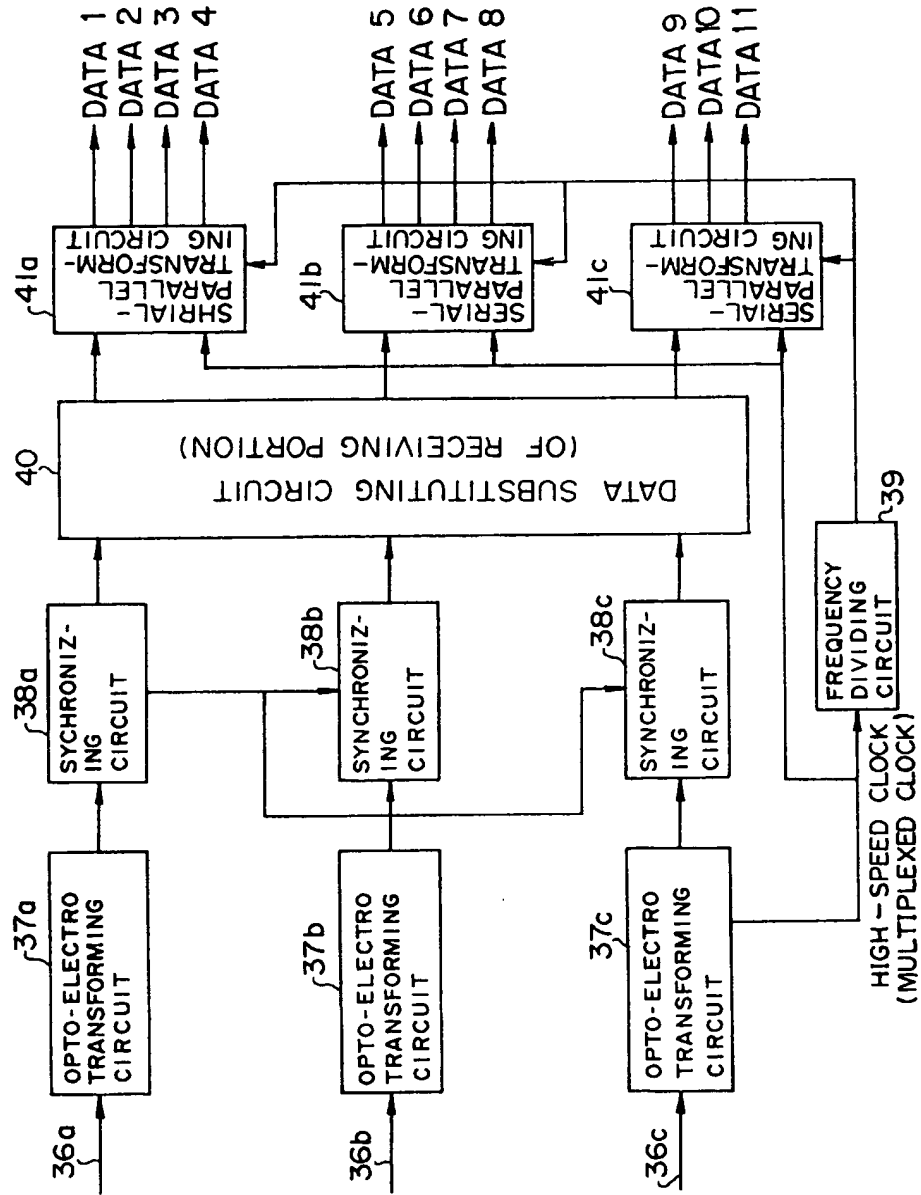 36a
37a
OPTO-ELECTRO
TRANSFORMING
CIRCUIT
38a
SYCHRONIZ-
ING
CIRCUIT
36b
37b
OPTO-ELECTRO
TRANSFORMING
CIRCUIT
38b
SYNCHRONIZ-
ING
CIRCUIT
36c
37c
OPTO-ELECTRO
TRANSFORMING
CIRCUIT
38c
SYNCHRONIZ-
ING
CIRCUIT
HIGH-SPEED CLOCK
(MULTIPLEXED CLOCK)
39
FREQUENCY
DIVIDING
CIRCUIT
40
DATA SUBSTITUTING CIRCUIT
(OF RECEIVING PORTION)
41a
SHRIAL-
PARALLEL
TRANSFORM-
ING CIRCUIT
DATA 1
DATA 2
DATA 3
DATA 4
41b
SERIAL-
PARALLEL
TRANSFORM-
ING CIRCUIT
DATA 5
DATA 6
DATA 7
DATA 8
41c
SERIAL-
PARALLEL
TRANSFORM-
ING CIRCUIT
DATA 9
DATA 10
DATA 11